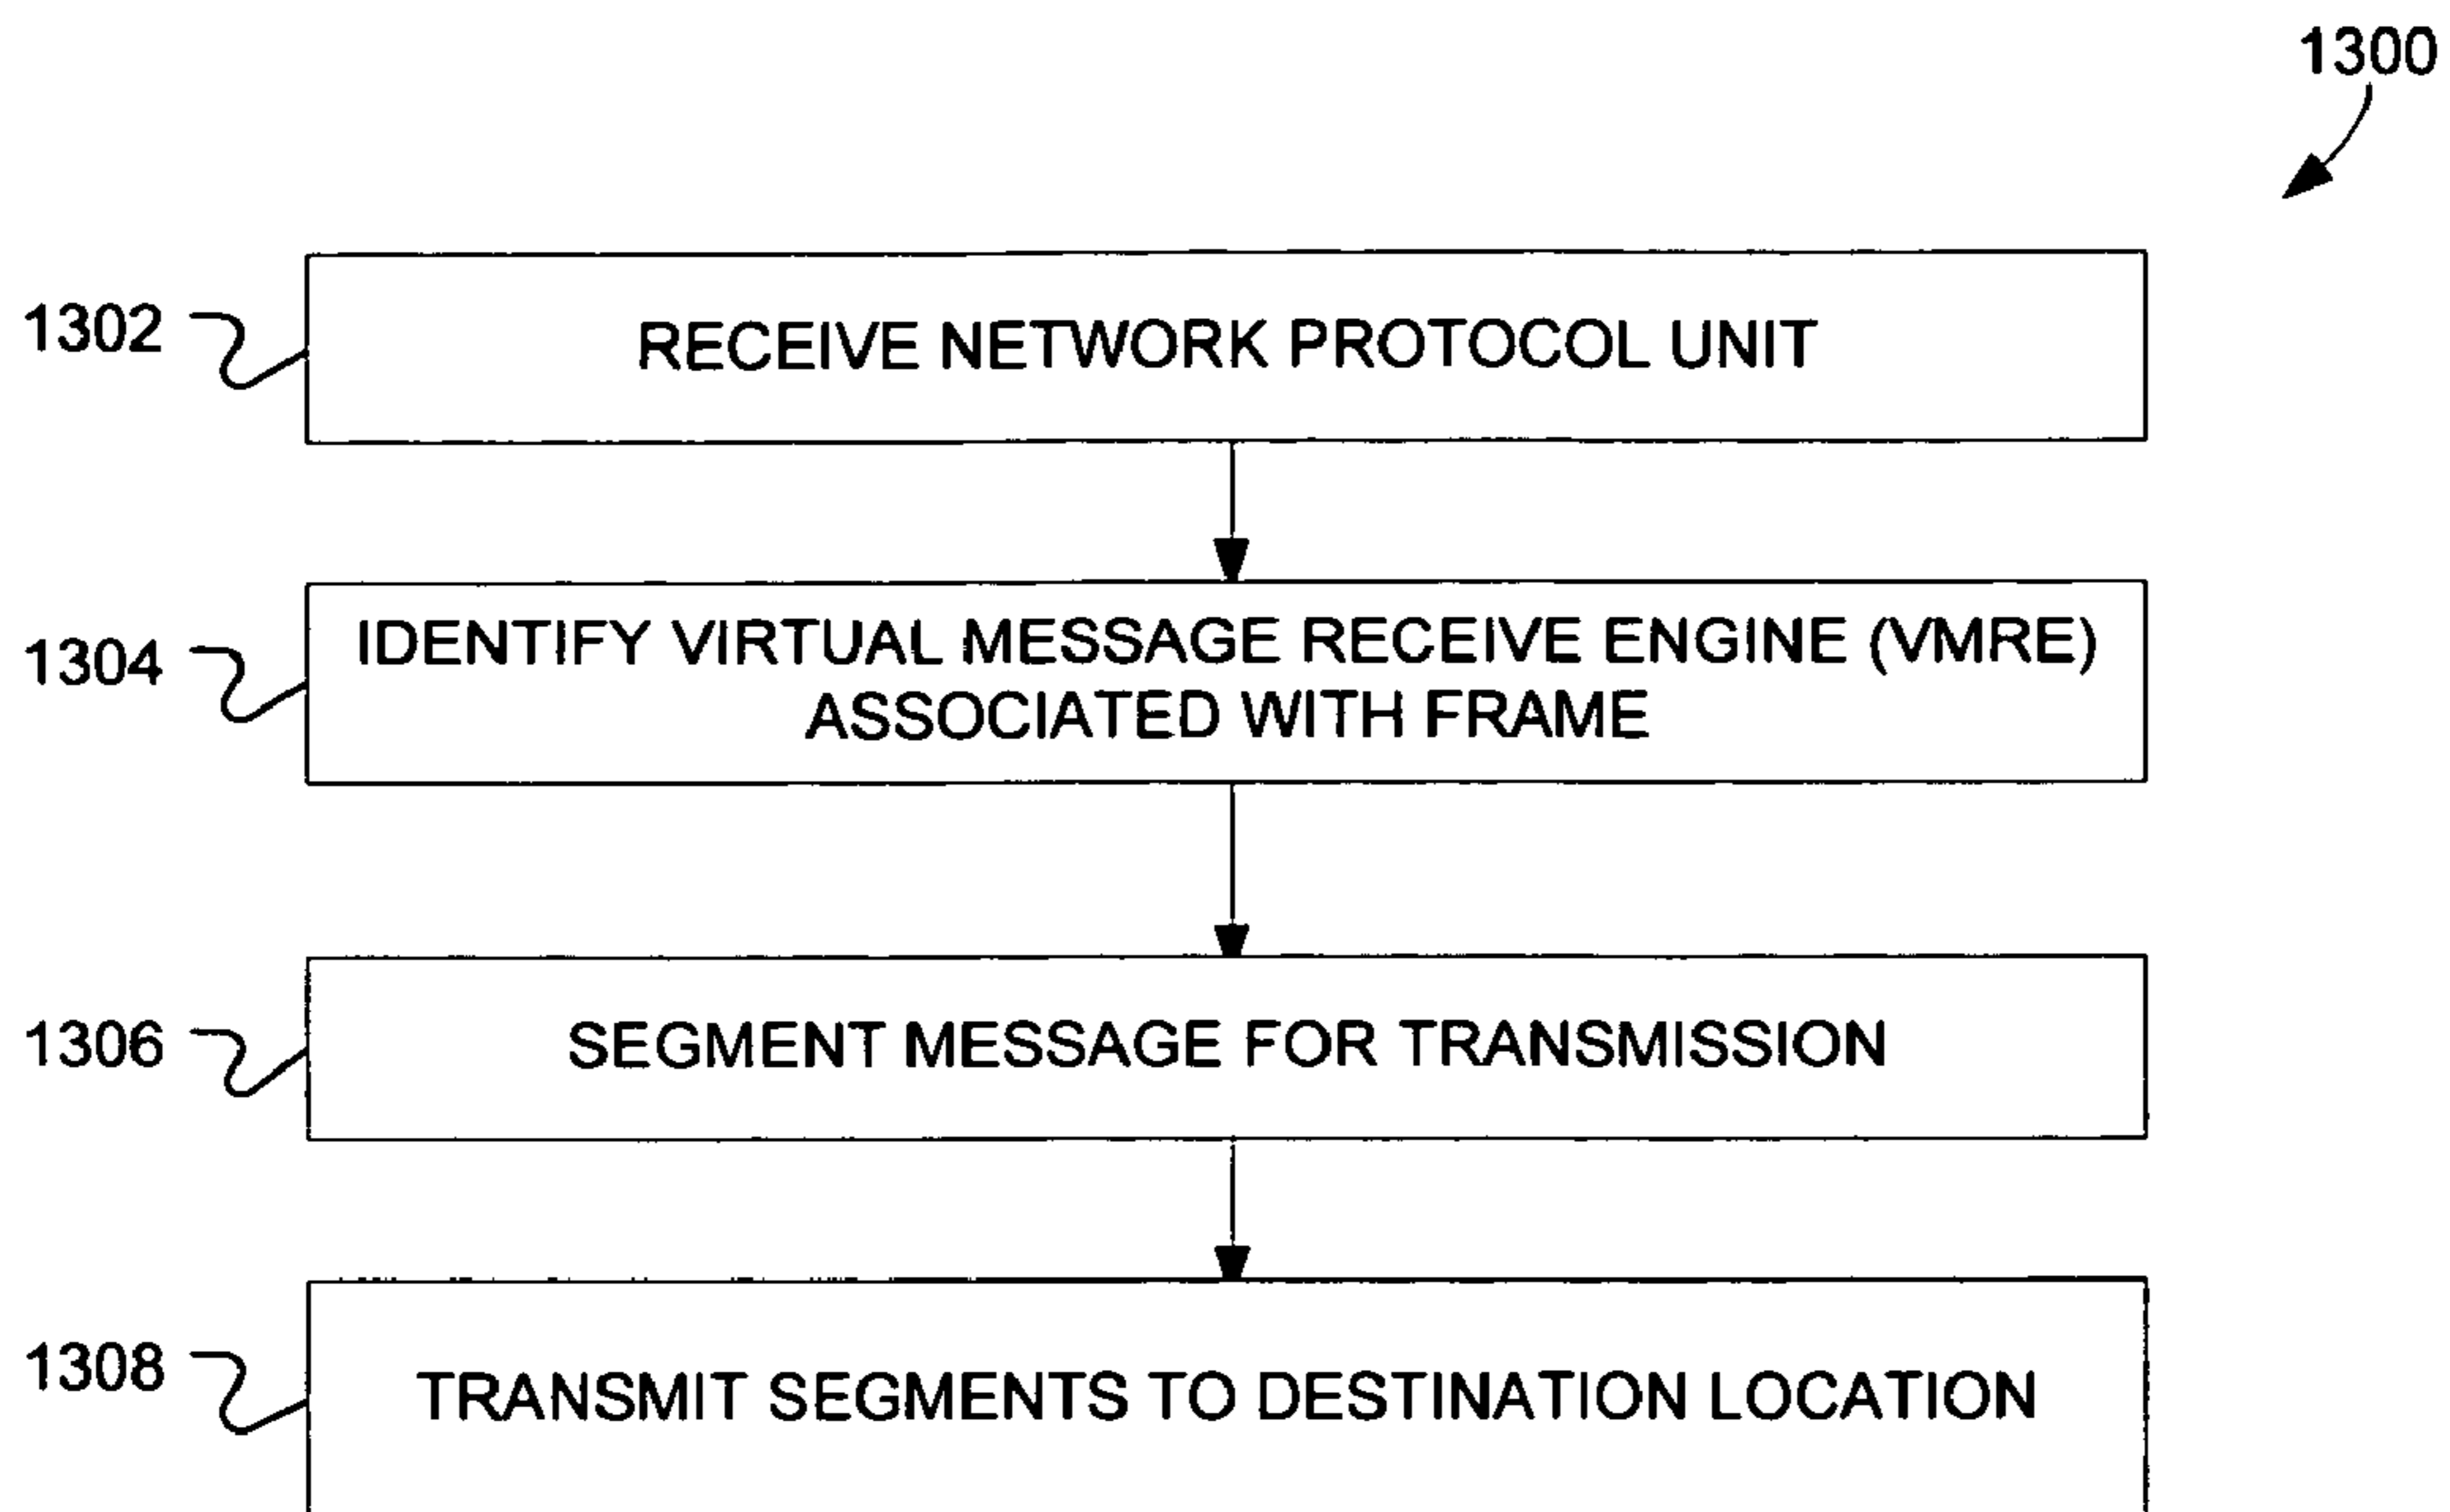 1300
1302
RECEIVE NETWORK PROTOCOL UNIT
1304
IDENTIFY VIRTUAL MESSAGE RECEIVE ENGINE (VMRE)
ASSOCIATED WITH FRAME
1306
SEGMENT MESSAGE FOR TRANSMISSION
1308
TRANSMIT SEGMENTS TO DESTINATION LOCATION